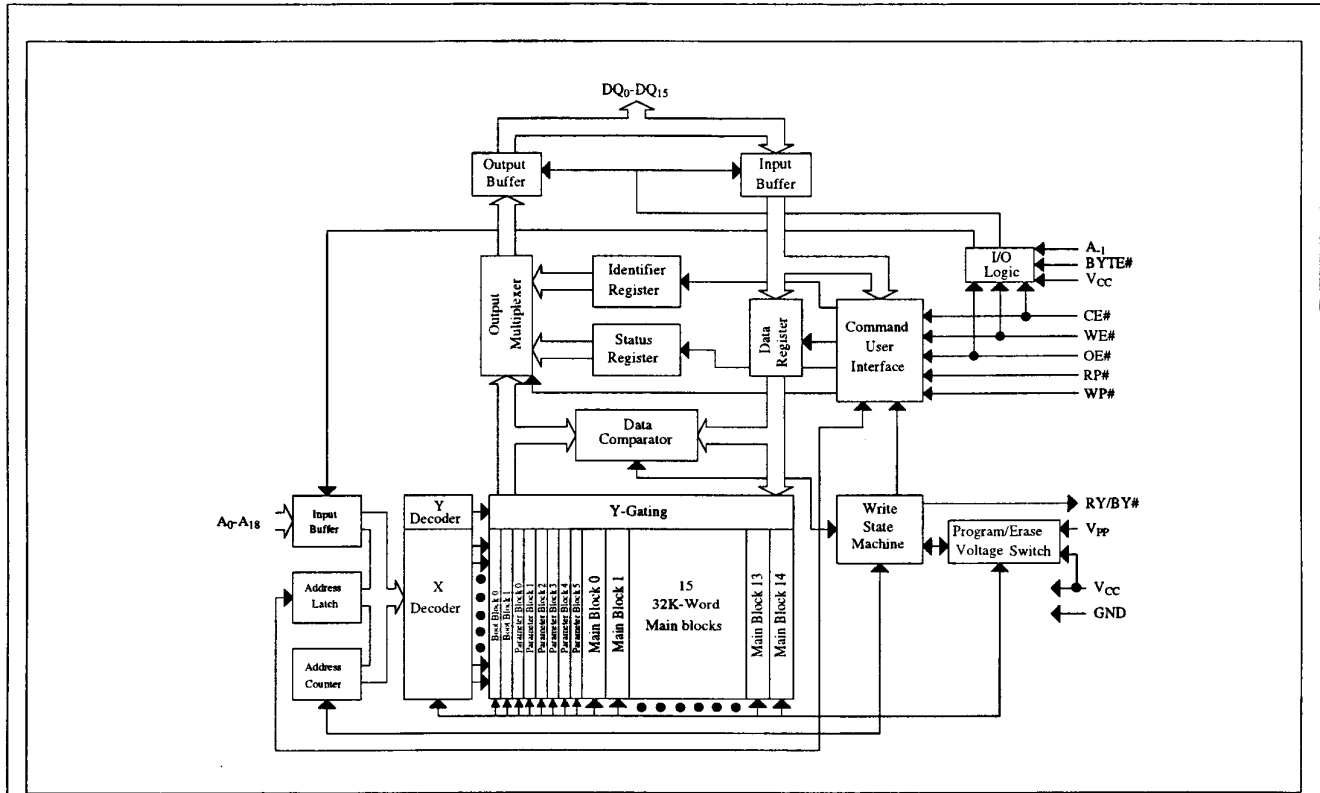 DQ0-DQ15
Output
Buffer
Input
Buffer
A-1
BYTE#
VCC
I/O
Logic
Output
Multiplexer
Identifier
Register
Status
Register
Data
Register
Command
User
Interface
CE#
WE#
OE#
RP#
WP#
Data
Comparator
A0-A18
Input
Buffer
Y
Decoder
Y-Gating
Write
State
Machine
RY/BY#
Program/Erase
Voltage Switch
VPP
VCC
GND
Address
Latch
X
Decoder
Address
Counter
Boot Block 0
Boot Block 1
Parameter Block 0
Parameter Block 1
Parameter Block 2
Parameter Block 3
Parameter Block 4
Parameter Block 5
Main Block 0
Main Block 1
15
32K-Word
Main blocks
Main Block 13
Main Block 14